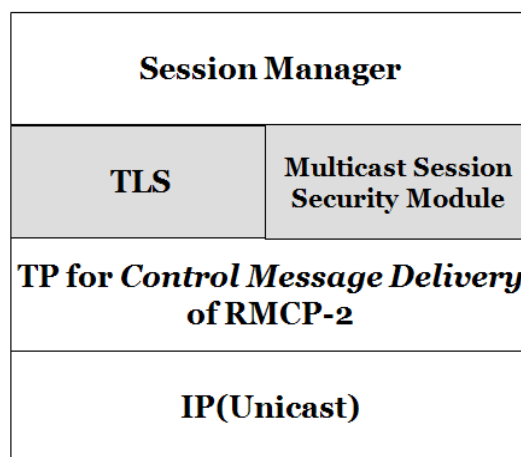 Session Manager
TLS
Multicast Session
Security Module
TP for Control Message Delivery
of RMCP-2
IP(Unicast)